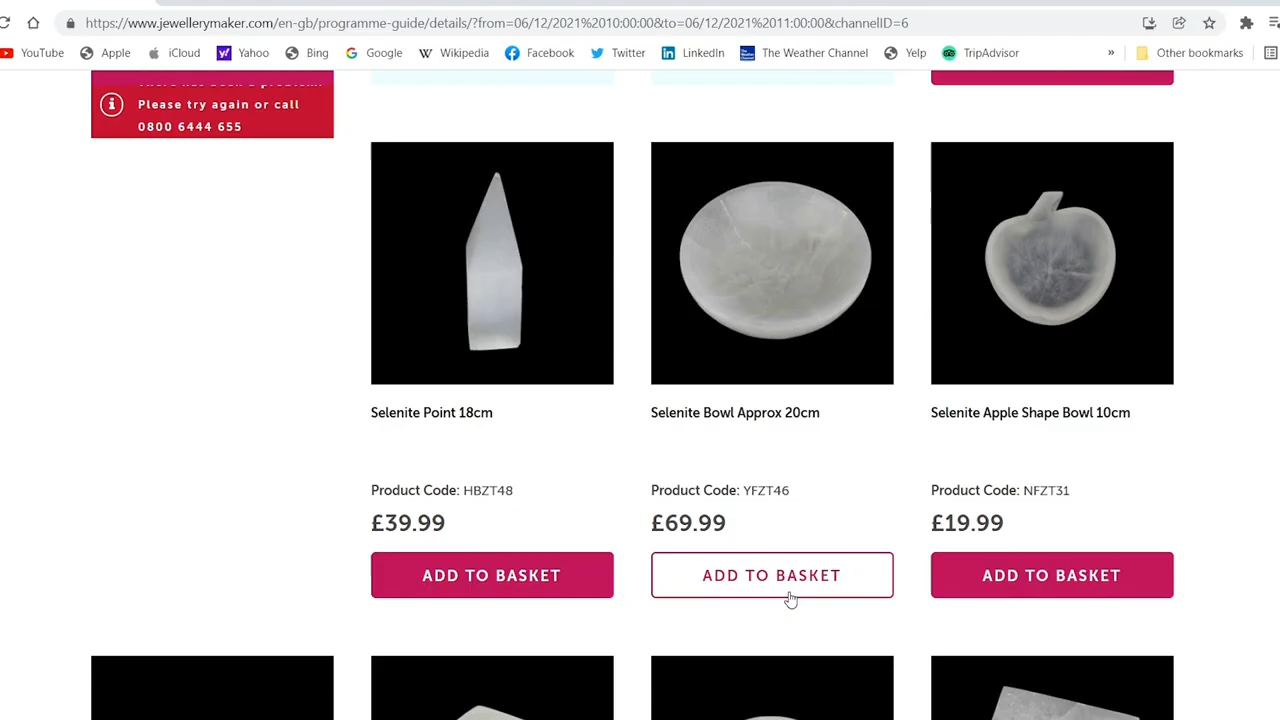 https://www.jewellerymaker.com/en-gb/programme-guide/details/?from=06/12/2021%2010:00:00&to=06/12/2021%2011:00:00&channelID=6
YouTube Apple iCloud Yahoo Bing Google Wikipedia Facebook Twitter LinkedIn The Weather Channel Yelp TripAdvisor » Other bookmarks
Please try again or call
0800 6444 655
Selenite Point 18cm
Product Code: HBZT48
£39.99
ADD TO BASKET
Selenite Bowl Approx 20cm
Product Code: YFZT46
£69.99
ADD TO BASKET
Selenite Apple Shape Bowl 10cm
Product Code: NFZT31
£19.99
ADD TO BASKET